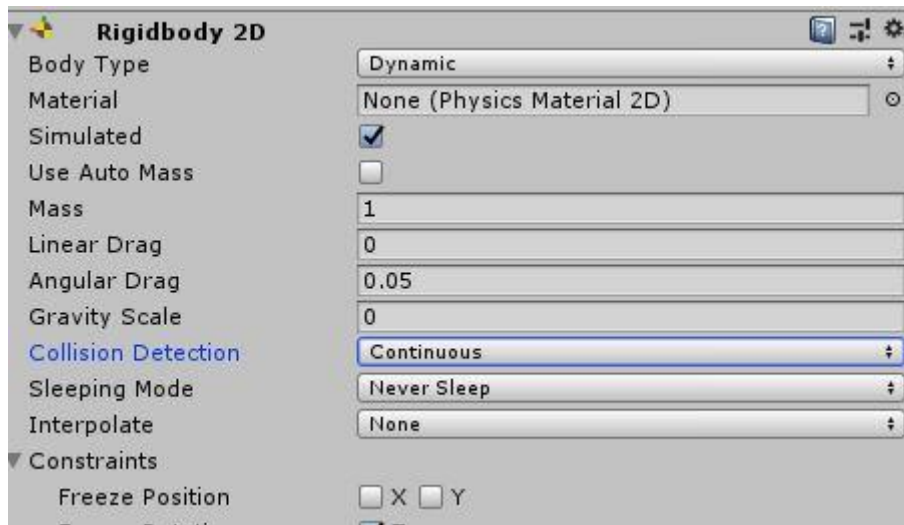 Rigidbody 2D
Body Type Dynamic
Material None (Physics Material 2D)
Simulated
Use Auto Mass
Mass 1
Linear Drag 0
Angular Drag 0.05
Gravity Scale 0
Collision Detection Continuous
Sleeping Mode Never Sleep
Interpolate None
Constraints
Freeze Position X Y